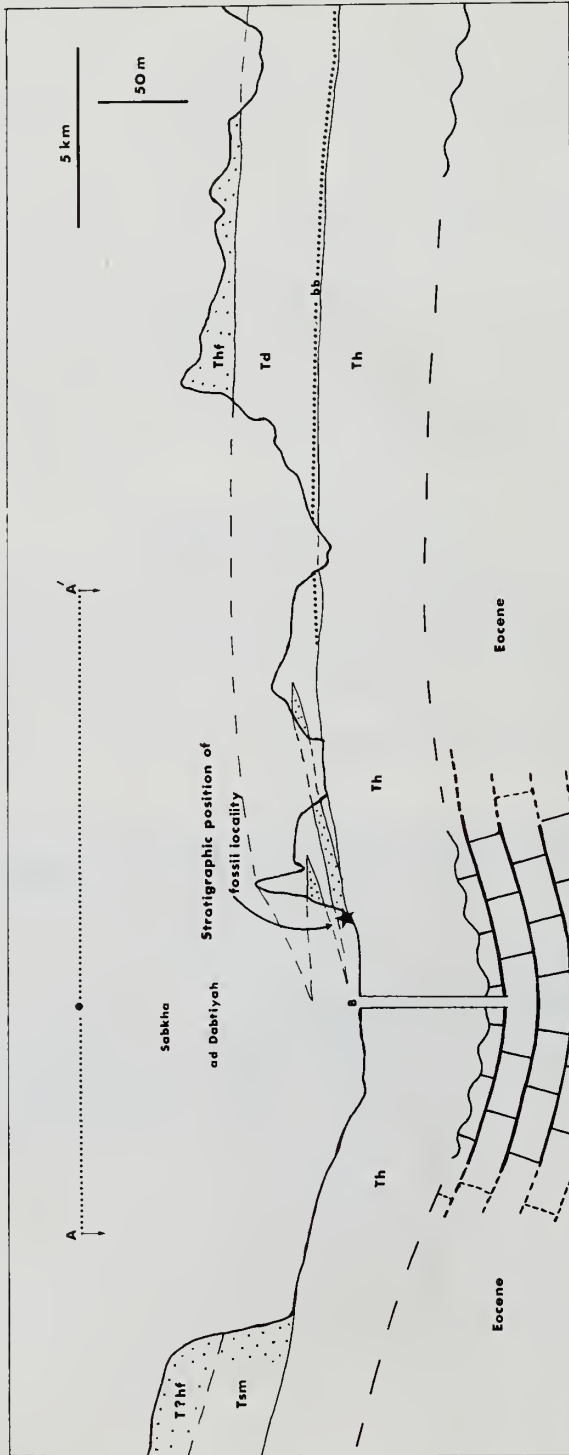 A
A'
5 km
50 m
Sabkha
ad Dabtiyah
Stratigraphic position of
fossil locality
T?hf
Tsm
Th
B
Th
Thf
Td
bb
Th
Eocene
Eocene